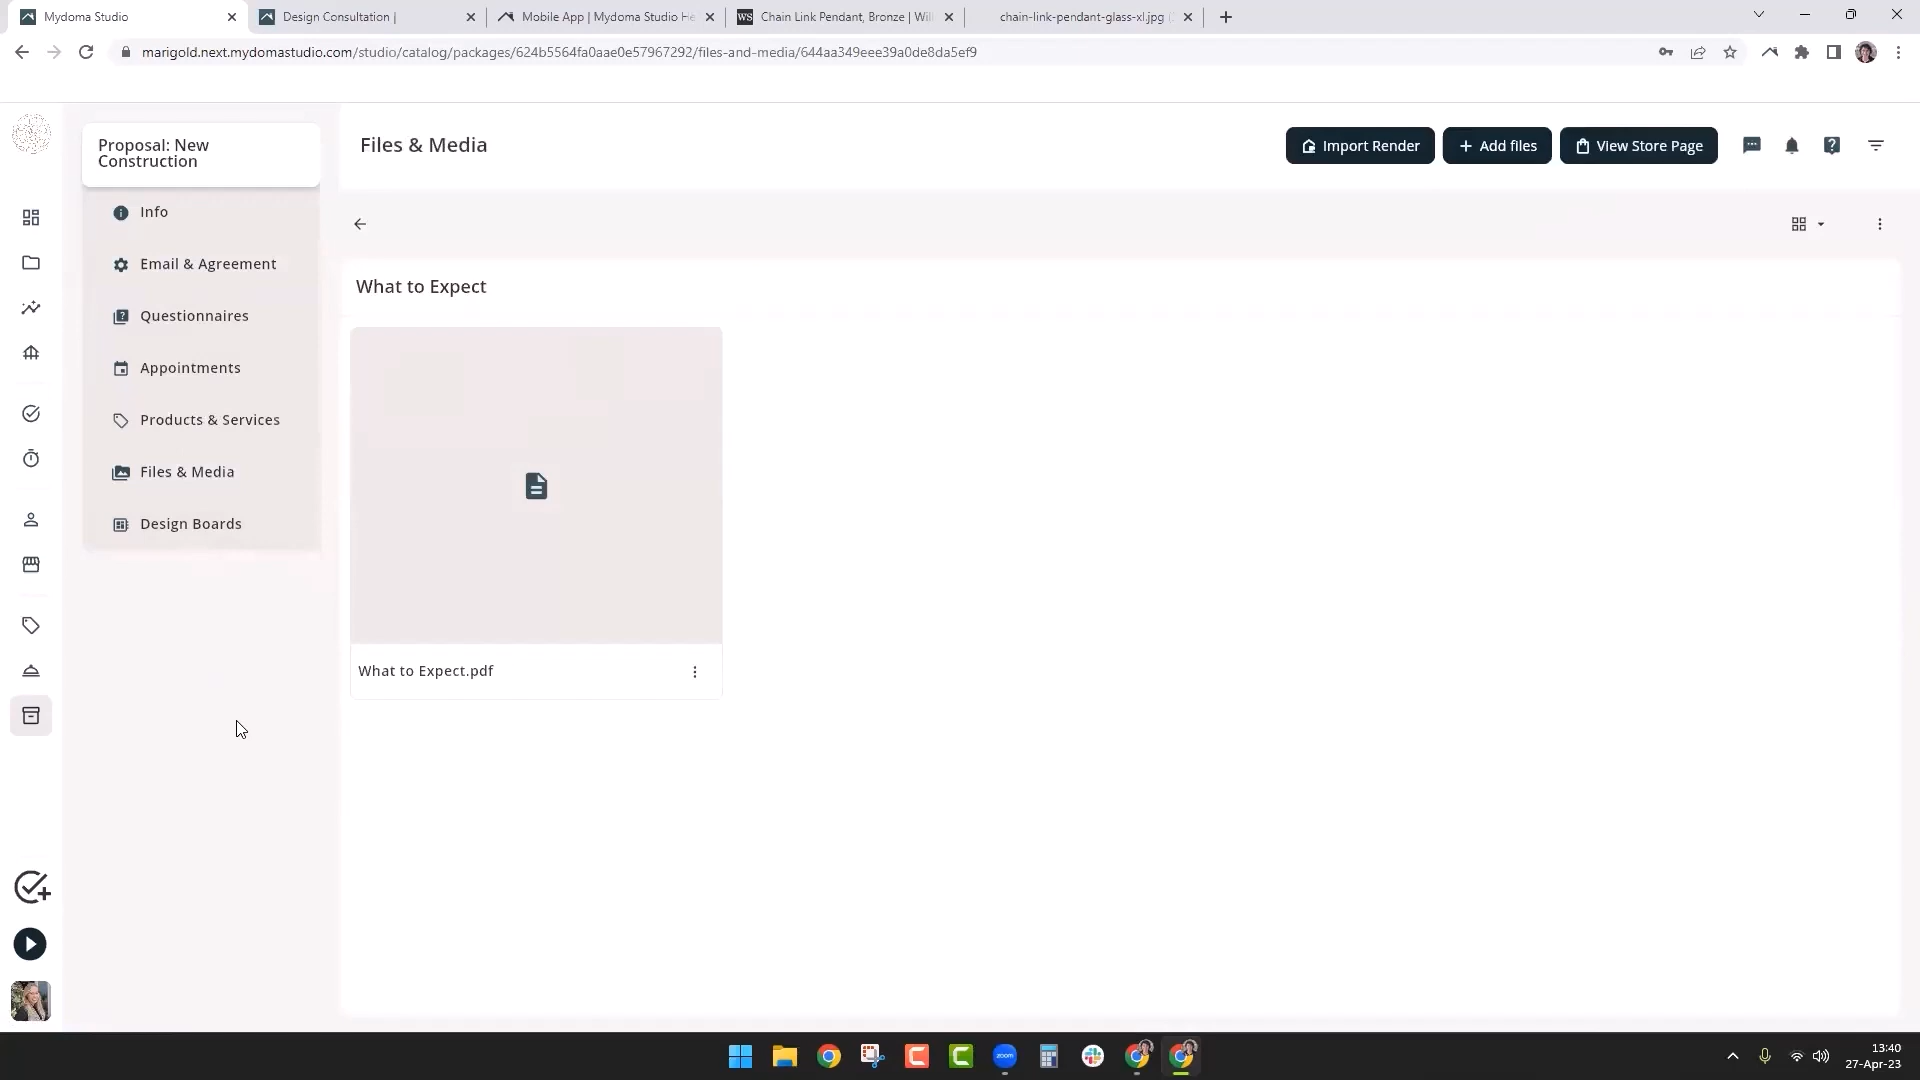 Mydoma Studio
Design Consultation |
Mobile App | Mydoma Studio He
WS
Chain Link Pendant, Bronze | Wil
chain-link-pendant-glass-xl.jpg (
marigold.next.mydomastudio.com/studio/catalog/packages/624b5564fa0aae0e57967292/files-and-media/644aa349eee39a0de8da5ef9
Proposal: New
Construction
Info
Email & Agreement
Questionnaires
Appointments
Products & Services
Files & Media
Design Boards
Files & Media
Import Render
Add files
View Store Page
What to Expect
What to Expect.pdf
zoom
13:40
27-Apr-23